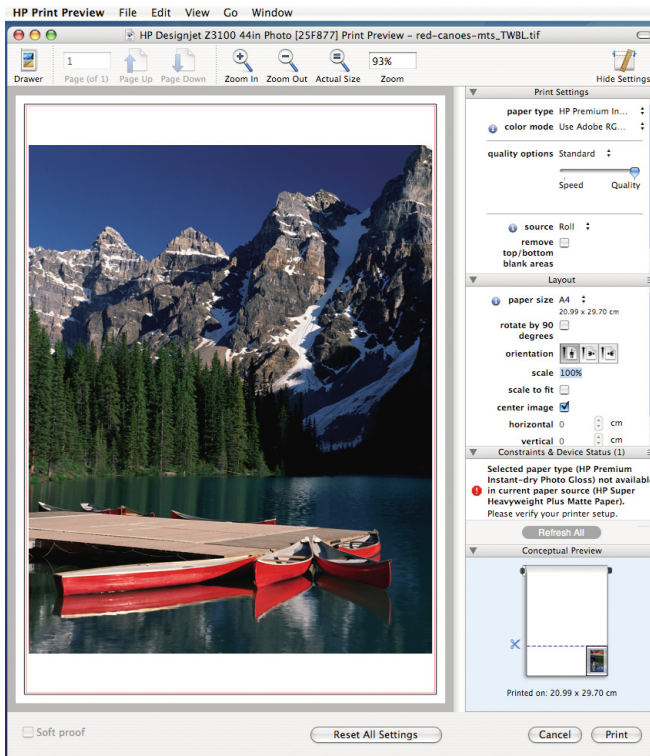 HP Print Preview File Edit View Go Window
HP Designjet Z3100 44in Photo [25F877] Print Preview – red-canoes-mts_TWBL.tif
1
93%
Drawer Page (of 1) Page Up Page Down Zoom In Zoom Out Actual Size Zoom Hide Settings
Print Settings
paper type HP Premium In...
color mode Use Adobe RG...
quality options Standard
Speed Quality
source Roll
remove
top/bottom
blank areas
Layout
paper size A4
20.99 x 29.70 cm
rotate by 90
degrees
orientation
scale 100%
scale to fit
center image
horizontal 0 cm
vertical 0 cm
Constraints & Device Status (1)
Selected paper type (HP Premium
Instant-dry Photo Gloss) not available
in current paper source (HP Super
Heavyweight Plus Matte Paper).
Please verify your printer setup.
Refresh All
Conceptual Preview
Printed on: 20.99 x 29.70 cm
Soft proof Reset All Settings Cancel Print